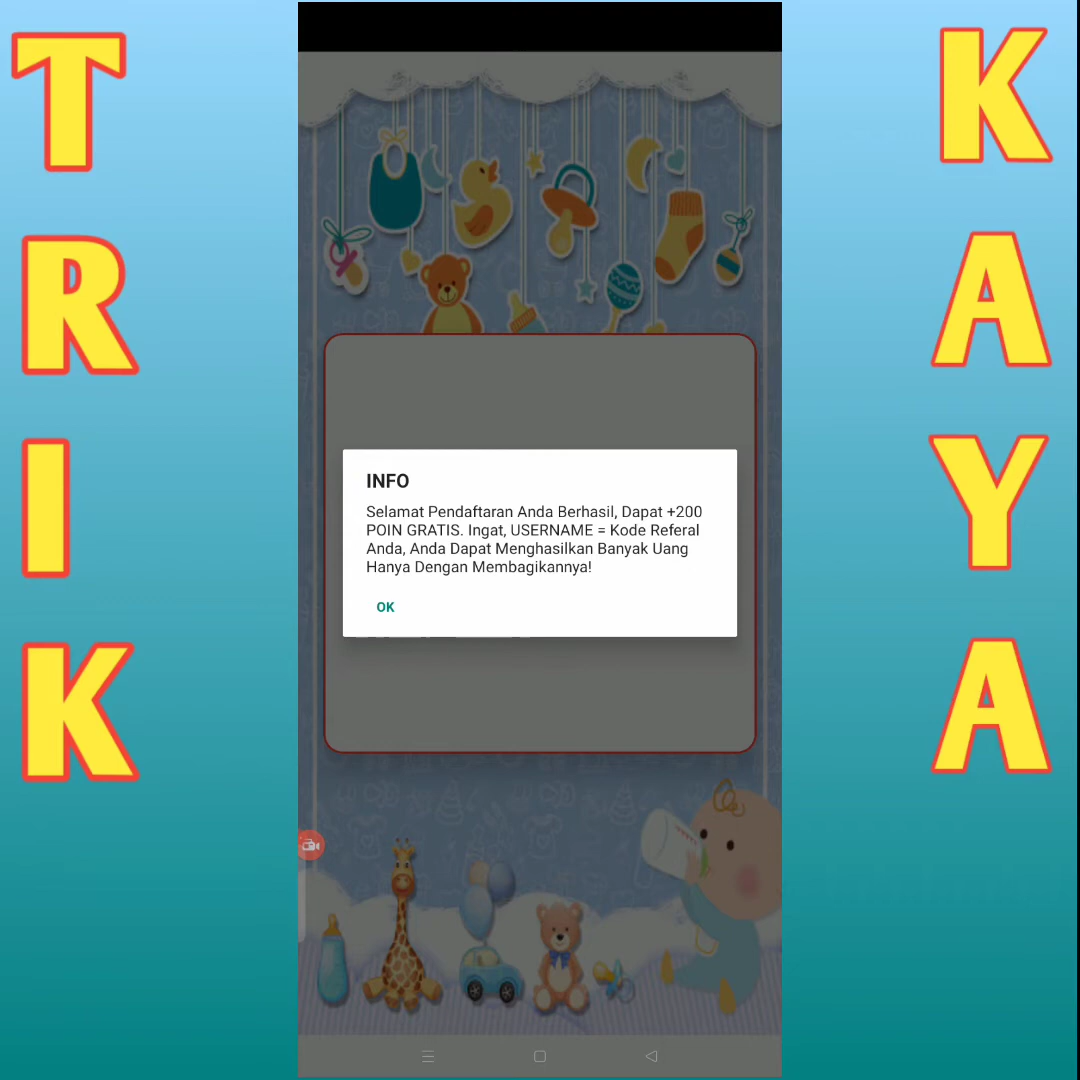 TRIK
KAYA
INFO
Selamat Pendaftaran Anda Berhasil, Dapat +200
POIN GRATIS. Ingat, USERNAME = Kode Referal
Anda, Anda Dapat Menghasilkan Banyak Uang
Hanya Dengan Membagikannya!
OK